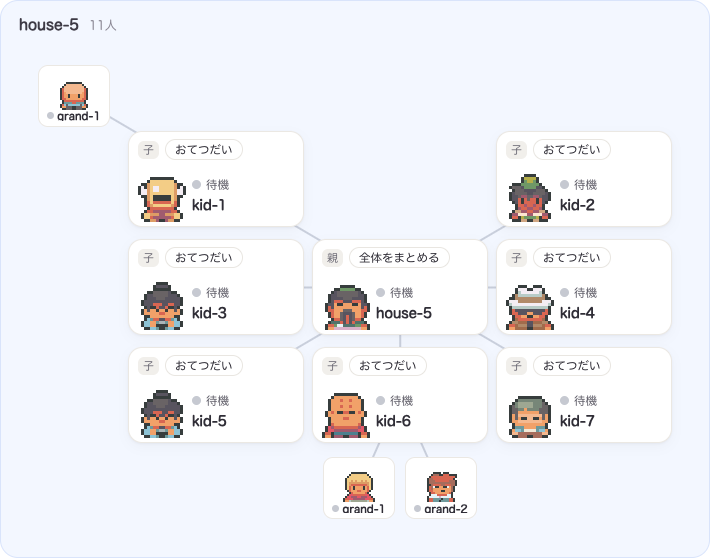 house-5 11人
grand-1
子 おてつだい
待機
kid-1
子 おてつだい
待機
kid-2
子 おてつだい
待機
kid-3
親 全体をまとめる
待機
house-5
子 おてつだい
待機
kid-4
子 おてつだい
待機
kid-5
子 おてつだい
待機
kid-6
子 おてつだい
待機
kid-7
grand-1
grand-2